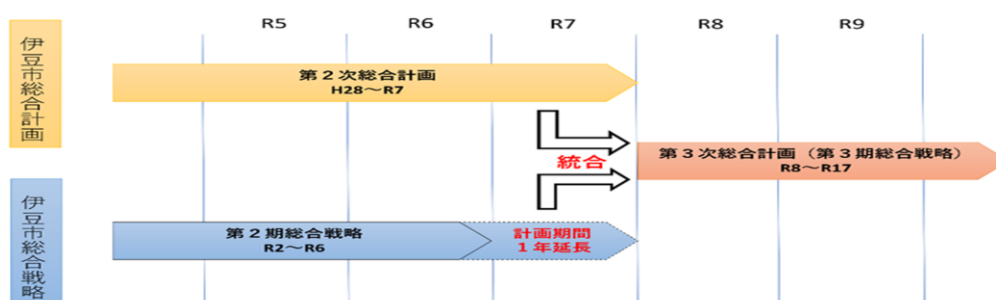 R5 R6 R7 R8 R9
伊豆市総合計画
第2次総合計画
H28～R7
統合
第3次総合計画（第3期総合戦略）
R8～R17
伊豆市総合戦略
第2期総合戦略
R2～R6
計画期間
1年延長